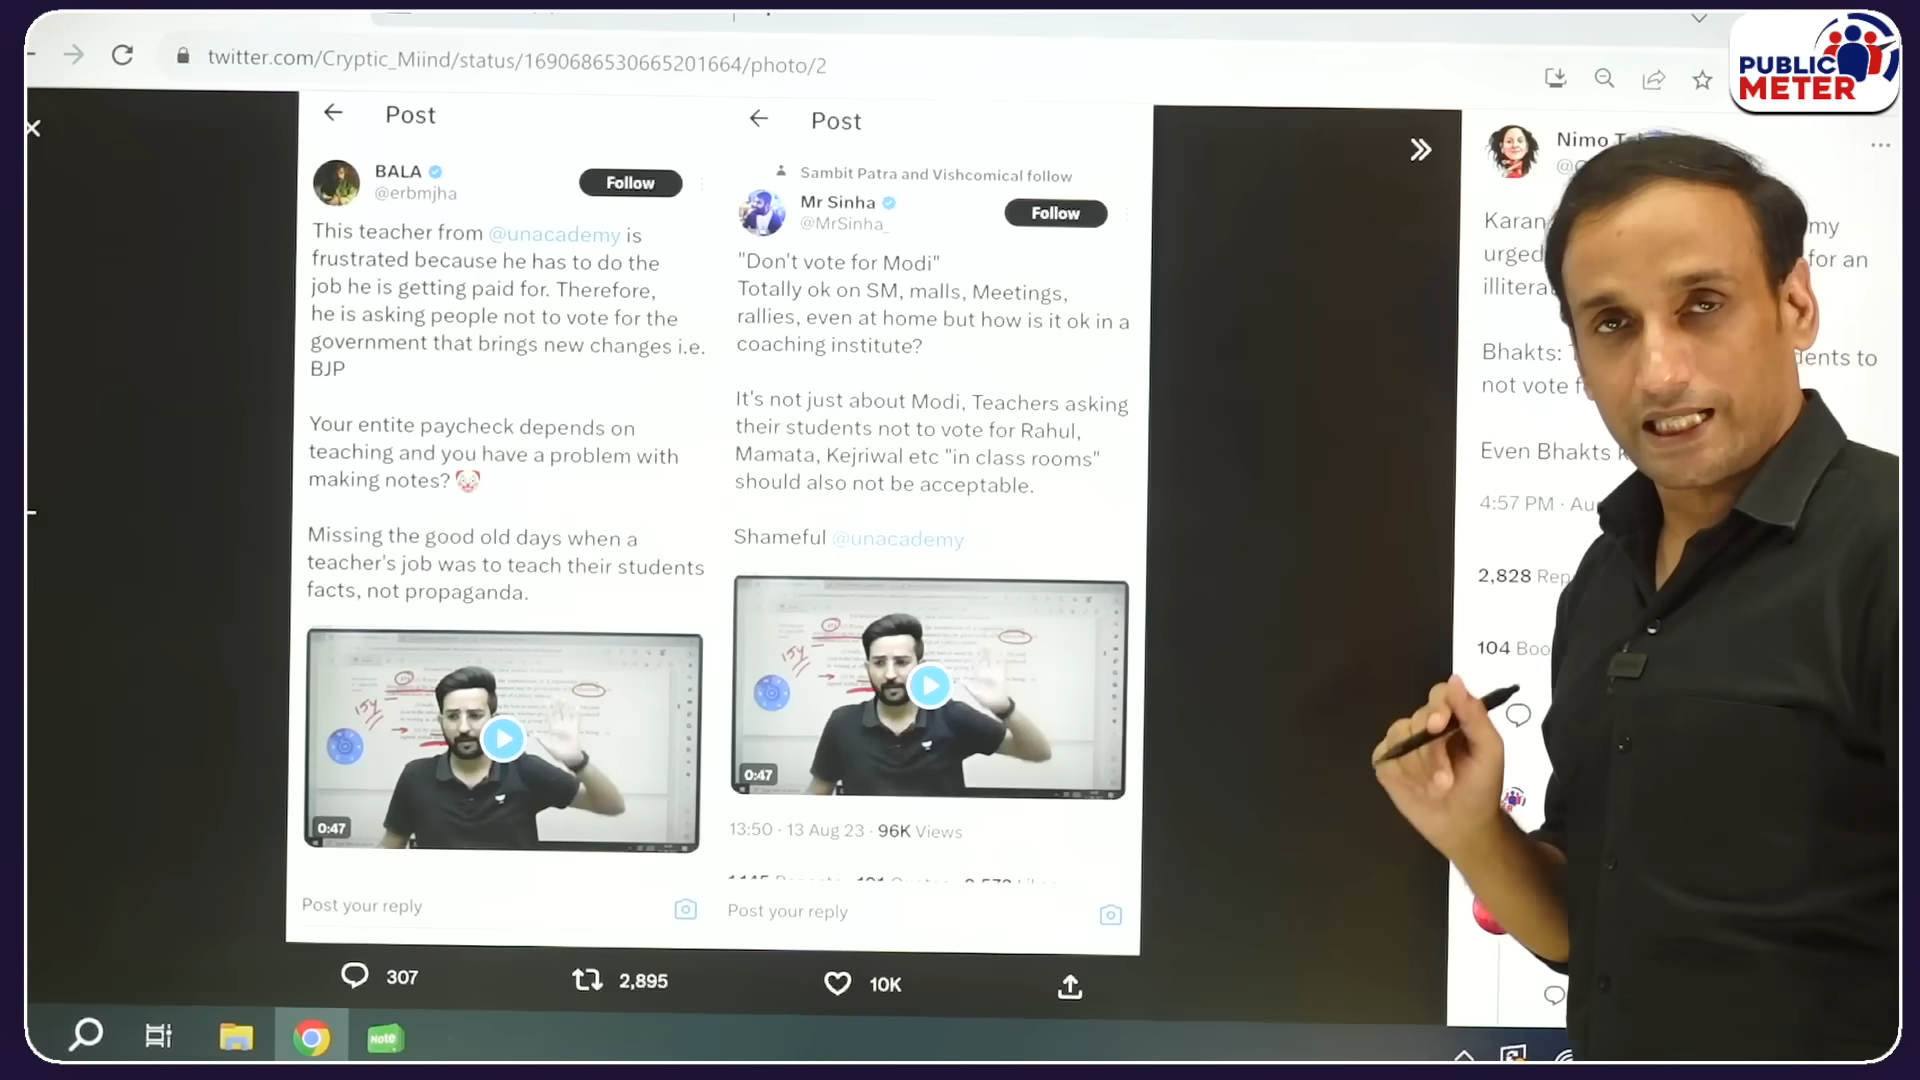 twitter.com/Cryptic_Miind/status/1690686530665201664/photo/2
PUBLIC
METER
Post
BALA
@erbmjha
Follow
This teacher from @unacademy is
frustrated because he has to do the
job he is getting paid for. Therefore,
he is asking people not to vote for the
government that brings new changes i.e.
BJP
Your entite paycheck depends on
teaching and you have a problem with
making notes? 🤡
Missing the good old days when a
teacher's job was to teach their students
facts, not propaganda.
0:47
Post your reply
Post
Sambit Patra and Vishcomical follow
Mr Sinha
@MrSinha_
Follow
"Don't vote for Modi"
Totally ok on SM, malls, Meetings,
rallies, even at home but how is it ok in a
coaching institute?
It's not just about Modi, Teachers asking
their students not to vote for Rahul,
Mamata, Kejriwal etc "in class rooms"
should also not be acceptable.
Shameful @unacademy
0:47
13:50 · 13 Aug 23 · 96K Views
Post your reply
307
2,895
10K
Nimo
Karan
my
urged
for an
Bhakts:
dents to
not vote
Even Bhakts
4:57 PM
2,828
104
Note